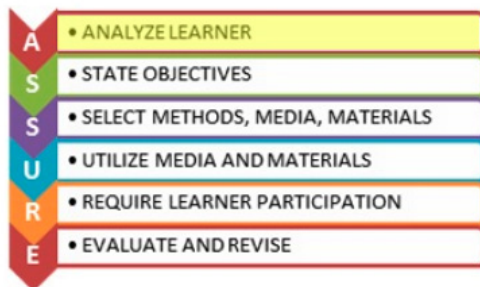 A • ANALYZE LEARNER
S • STATE OBJECTIVES
S • SELECT METHODS, MEDIA, MATERIALS
U • UTILIZE MEDIA AND MATERIALS
R • REQUIRE LEARNER PARTICIPATION
E • EVALUATE AND REVISE